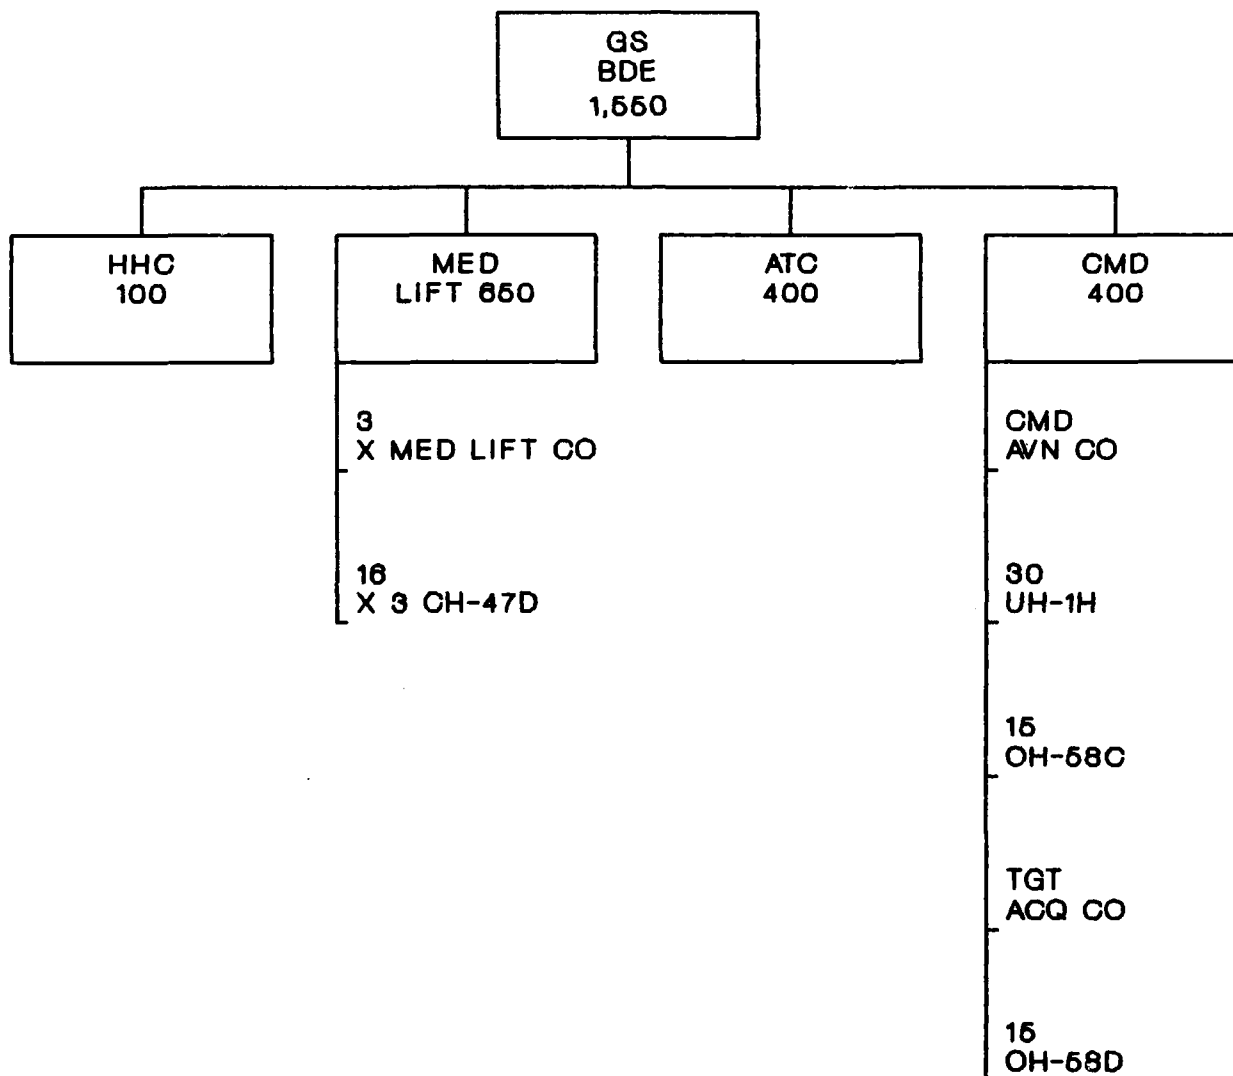 GS
BDE
1,550
HHC
100
MED
LIFT 650
ATC
400
CMD
400
3
X MED LIFT CO
16
X 3 CH-47D
CMD
AVN CO
30
UH-1H
15
OH-58C
TGT
ACQ CO
15
OH-58D